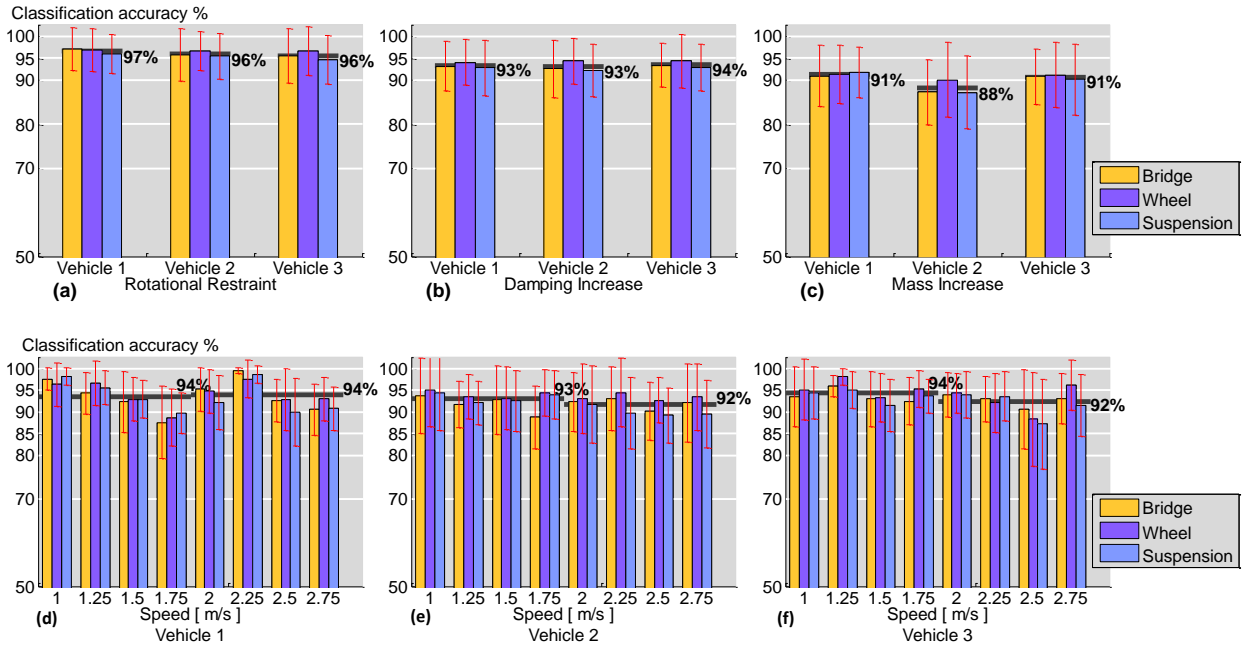 Classification accuracy %
100
95
90
80
70
50
97%
96%
96%
Vehicle 1 Vehicle 2 Vehicle 3
(a) Rotational Restraint
100
95
90
80
70
50
93%
93%
94%
Vehicle 1 Vehicle 2 Vehicle 3
(b) Damping Increase
100
95
90
80
70
50
91%
88%
91%
Vehicle 1 Vehicle 2 Vehicle 3
(c) Mass Increase
Bridge
Wheel
Suspension
Classification accuracy %
100
95
90
85
80
70
50
94%
94%
1 1.25 1.5 1.75 2 2.25 2.5 2.75
(d) Speed [ m/s ]
Vehicle 1
100
95
90
85
80
70
50
93%
92%
1 1.25 1.5 1.75 2 2.25 2.5 2.75
(e) Speed [ m/s ]
Vehicle 2
100
95
90
85
80
70
50
94%
92%
1 1.25 1.5 1.75 2 2.25 2.5 2.75
(f) Speed [ m/s ]
Vehicle 3
Bridge
Wheel
Suspension